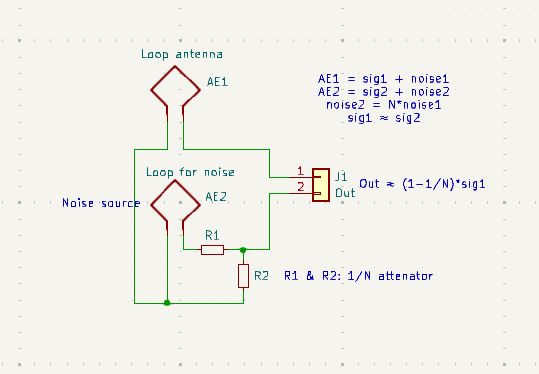 Loop antenna
AE1
AE1 = sig1 + noise1
AE2 = sig2 + noise2
noise2 = N*noise1
sig1 ≈ sig2
Loop for noise
1
J1
2
Out
Out ≈ (1-1/N)*sig1
Noise source
AE2
R1
R2
R1 & R2: 1/N attenator